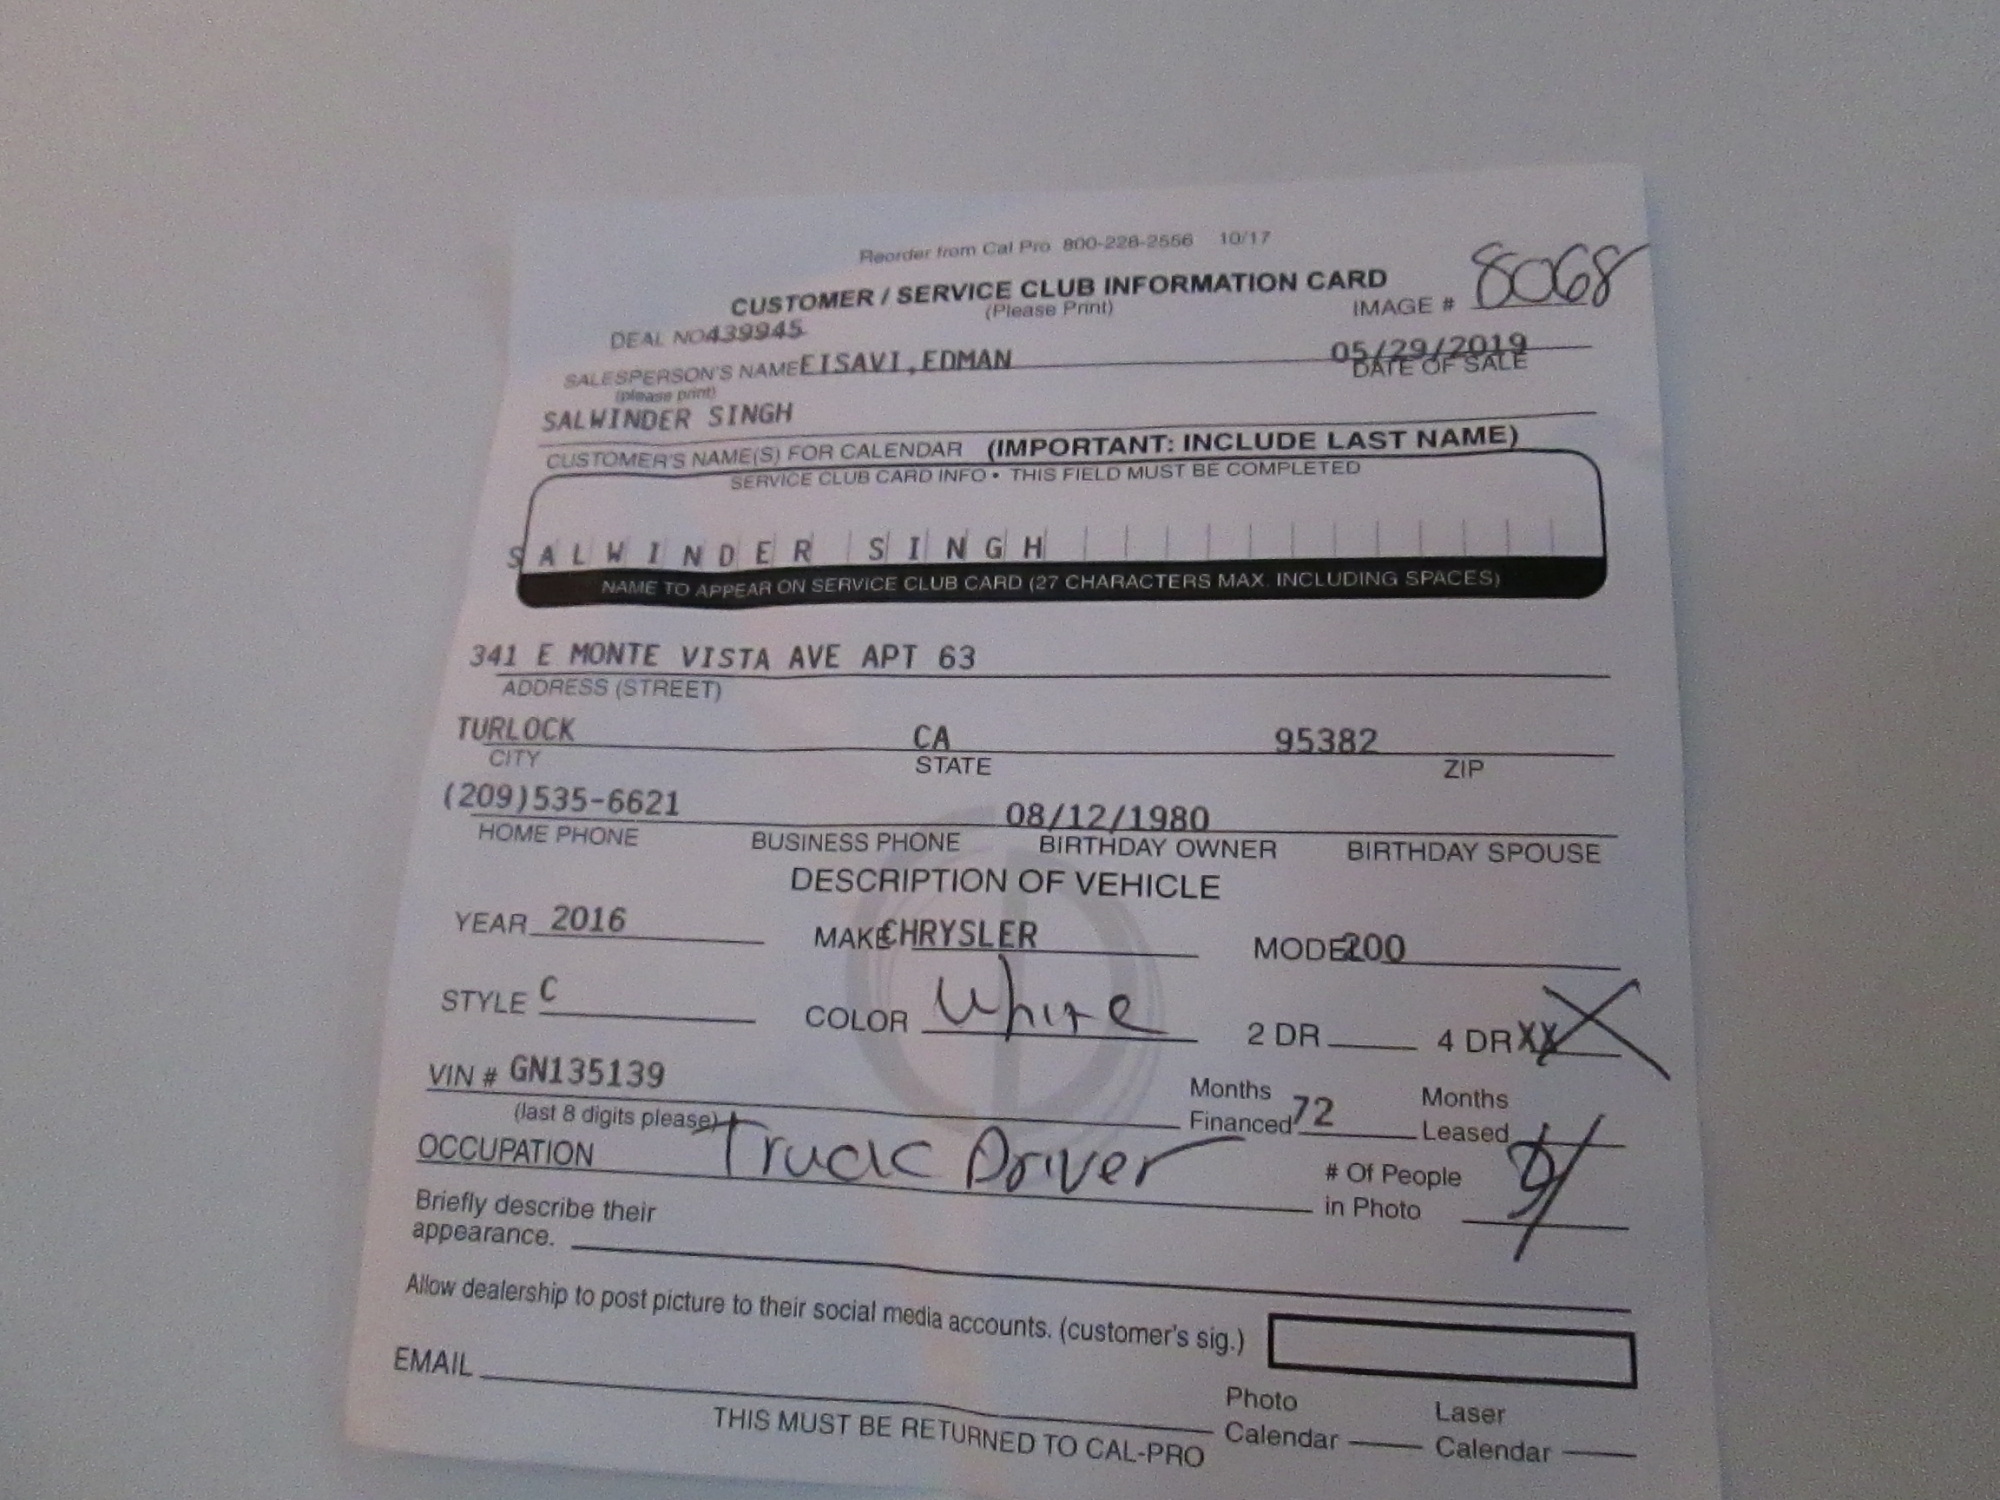 Reorder from Cal Pro 800-228-2556 10/17
CUSTOMER / SERVICE CLUB INFORMATION CARD
(Please Print)
IMAGE # 8068
DEAL NO 439945
SALESPERSON'S NAME EISAVI,EDMAN 05/29/2019
(please print) DATE OF SALE
SALWINDER SINGH
CUSTOMER'S NAME(S) FOR CALENDAR (IMPORTANT: INCLUDE LAST NAME)
SERVICE CLUB CARD INFO • THIS FIELD MUST BE COMPLETED
SALWINDER SINGH
NAME TO APPEAR ON SERVICE CLUB CARD (27 CHARACTERS MAX. INCLUDING SPACES)
341 E MONTE VISTA AVE APT 63
ADDRESS (STREET)
TURLOCK CA 95382
CITY STATE ZIP
(209)535-6621 08/12/1980
HOME PHONE BUSINESS PHONE BIRTHDAY OWNER BIRTHDAY SPOUSE
DESCRIPTION OF VEHICLE
YEAR 2016 MAKE CHRYSLER MODEL 200
STYLE C COLOR White 2 DR 4 DR XX X
VIN # GN135139 Months Financed 72 Months Leased
(last 8 digits please)
OCCUPATION Truck Driver # Of People in Photo
Briefly describe their
appearance.
Allow dealership to post picture to their social media accounts. (customer's sig.)
EMAIL
Photo Calendar Laser Calendar
THIS MUST BE RETURNED TO CAL-PRO